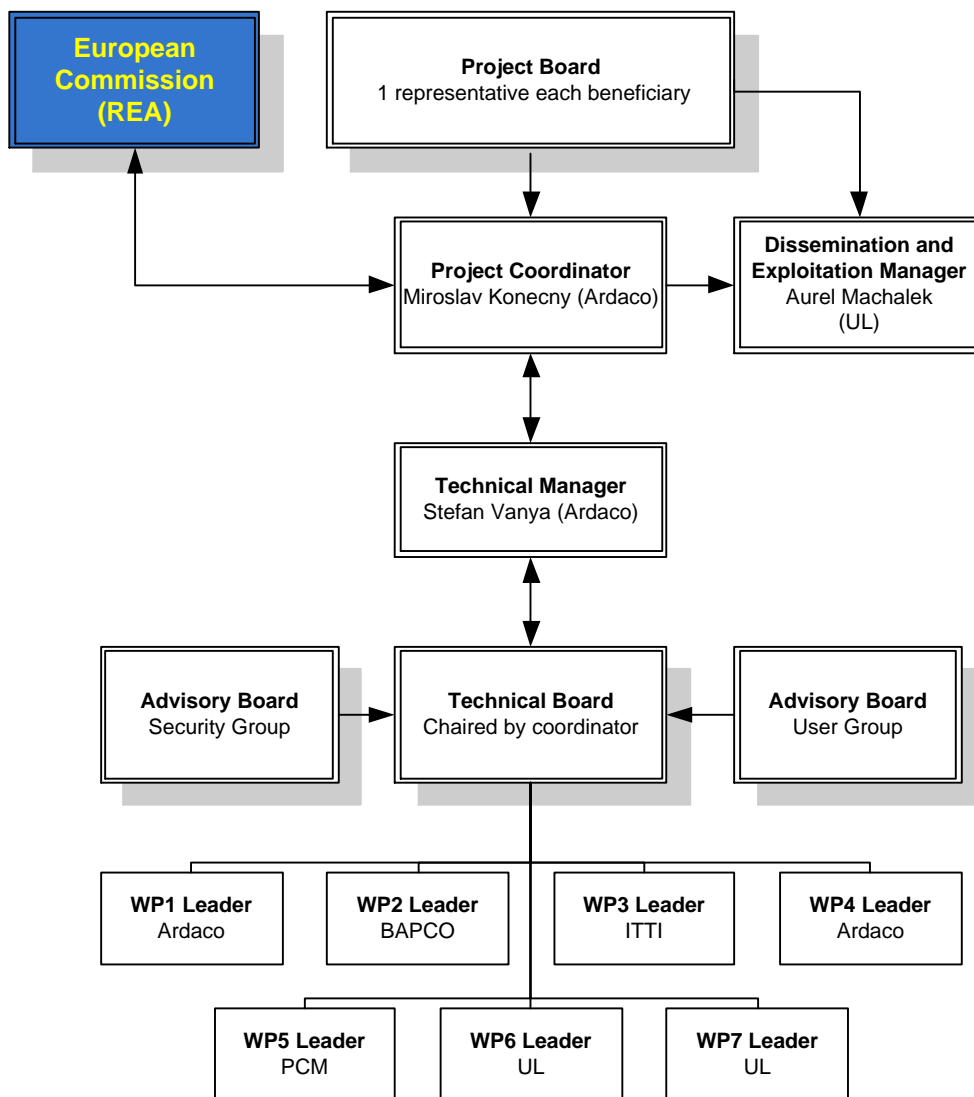 European
Commission
(REA)
Project Board
1 representative each beneficiary
Project Coordinator
Miroslav Konecny (Ardaco)
Dissemination and
Exploitation Manager
Aurel Machalek
(UL)
Technical Manager
Stefan Vanya (Ardaco)
Advisory Board
Security Group
Technical Board
Chaired by coordinator
Advisory Board
User Group
WP1 Leader
Ardaco
WP2 Leader
BAPCO
WP3 Leader
ITTI
WP4 Leader
Ardaco
WP5 Leader
PCM
WP6 Leader
UL
WP7 Leader
UL